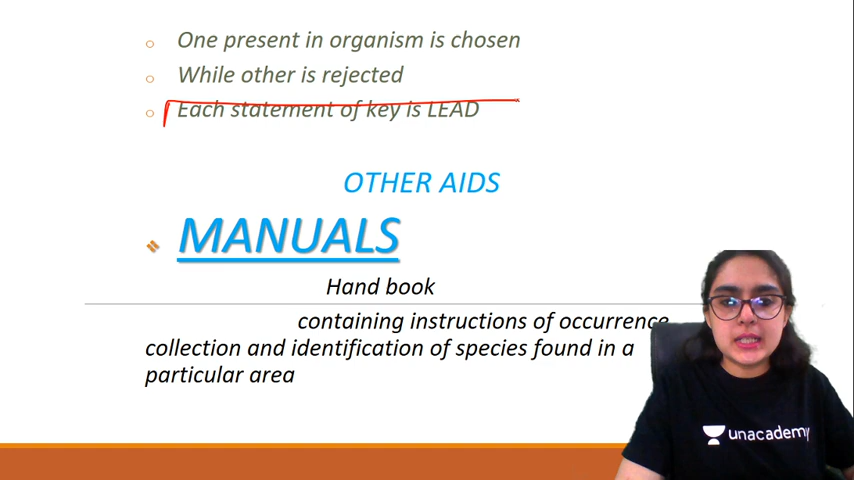 One present in organism is chosen
While other is rejected
Each statement of key is LEAD
OTHER AIDS
MANUALS
Hand book
containing instructions of occurrence
collection and identification of species found in a
particular area
unacademy